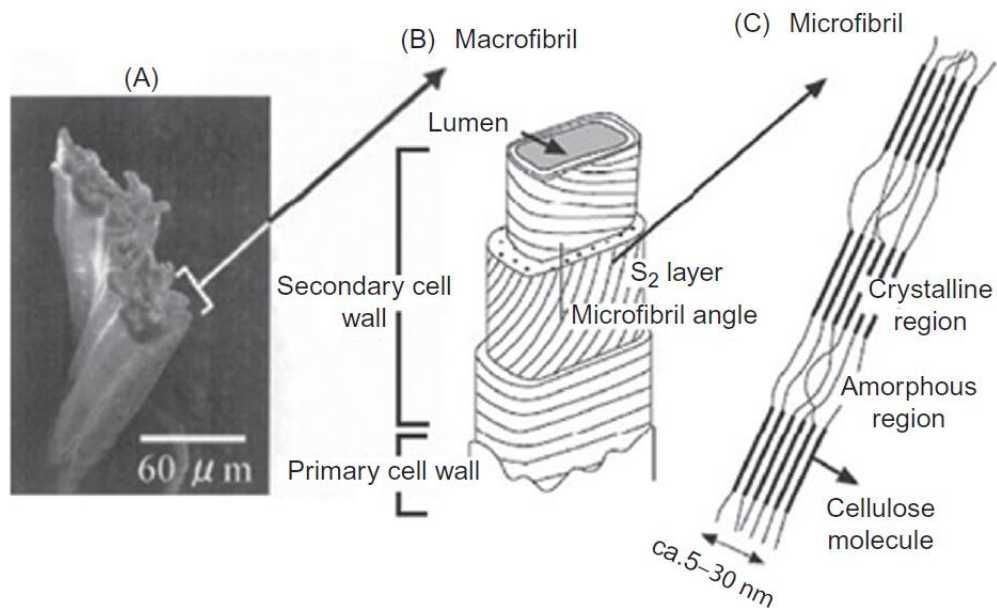 (A)
(B) Macrofibril
(C) Microfibril
Lumen
Secondary cell
wall
S₂ layer
Microfibril angle
Primary cell wall
60 μm
Crystalline
region
Amorphous
region
Cellulose
molecule
ca.5–30 nm